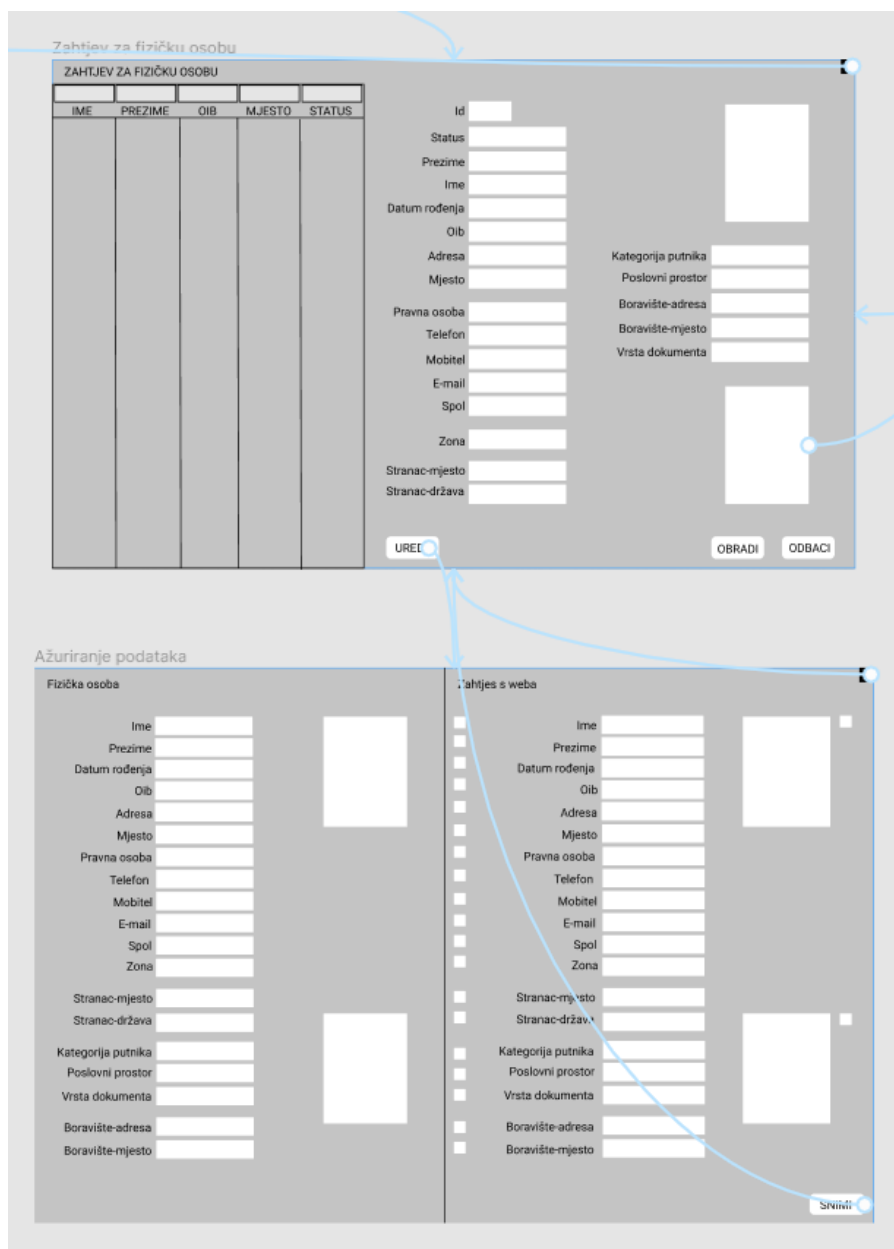 Zahtjev za fizičku osobu
ZAHTJEV ZA FIZIČKU OSOBU
IME PREZIME OIB MJESTO STATUS
Id
Status
Prezime
Ime
Datum rođenja
Oib
Adresa
Mjesto
Pravna osoba
Telefon
Mobitel
E-mail
Spol
Zona
Stranac-mjesto
Stranac-država
Kategorija putnika
Poslovni prostor
Boravište-adresa
Boravište-mjesto
Vrsta dokumenta
OBRADI ODBACI
Ažuriranje podataka
Fizička osoba
Ime
Prezime
Datum rođenja
Oib
Adresa
Mjesto
Pravna osoba
Telefon
Mobitel
E-mail
Spol
Zona
Stranac-mjesto
Stranac-država
Kategorija putnika
Poslovni prostor
Vrsta dokumenta
Boravište-adresa
Boravište-mjesto
Zahtjes s weba
Ime
Prezime
Datum rođenja
Oib
Adresa
Mjesto
Pravna osoba
Telefon
Mobitel
E-mail
Spol
Zona
Stranac-mjesto
Stranac-država
Kategorija putnika
Poslovni prostor
Vrsta dokumenta
Boravište-adresa
Boravište-mjesto
SNIMI